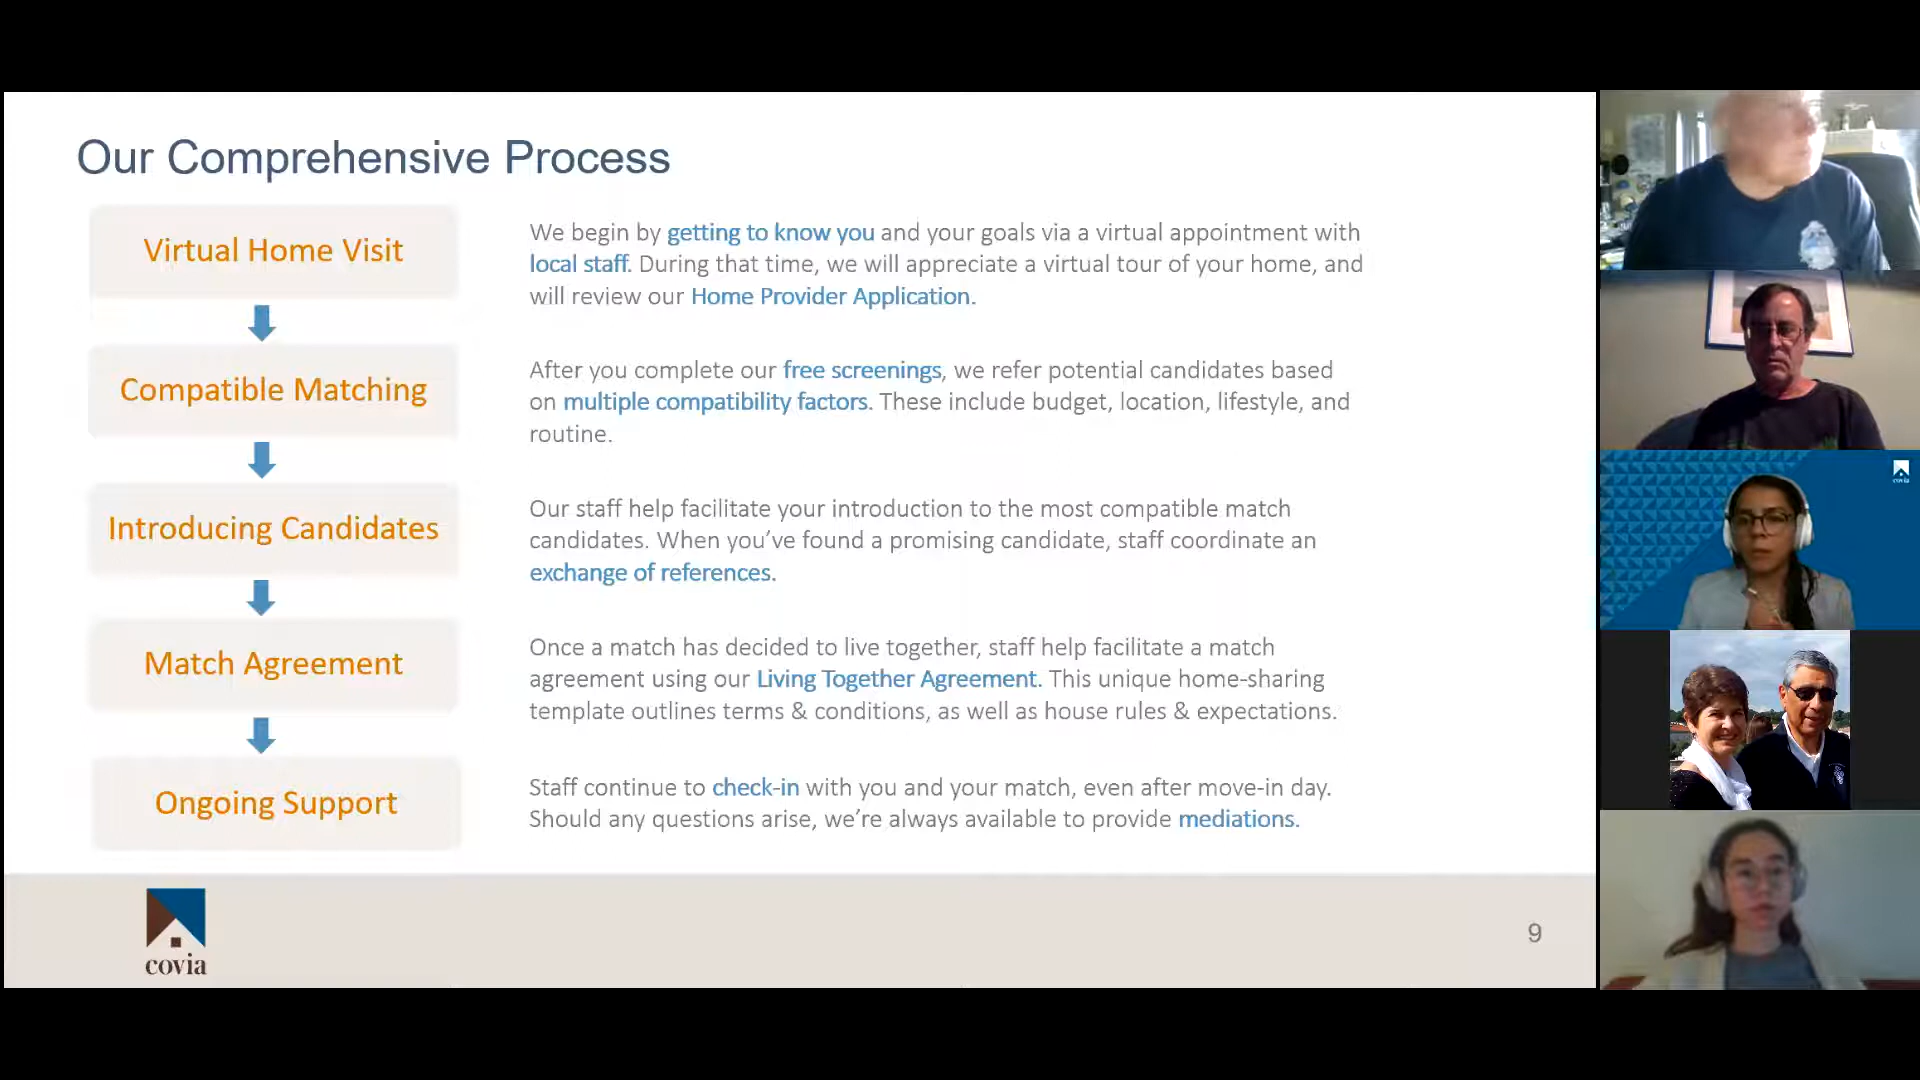 Our Comprehensive Process
Virtual Home Visit
We begin by getting to know you and your goals via a virtual appointment with
local staff. During that time, we will appreciate a virtual tour of your home, and
will review our Home Provider Application.
Compatible Matching
After you complete our free screenings, we refer potential candidates based
on multiple compatibility factors. These include budget, location, lifestyle, and
routine.
Introducing Candidates
Our staff help facilitate your introduction to the most compatible match
candidates. When you’ve found a promising candidate, staff coordinate an
exchange of references.
Match Agreement
Once a match has decided to live together, staff help facilitate a match
agreement using our Living Together Agreement. This unique home-sharing
template outlines terms & conditions, as well as house rules & expectations.
Ongoing Support
Staff continue to check-in with you and your match, even after move-in day.
Should any questions arise, we’re always available to provide mediations.
covia
9
covia